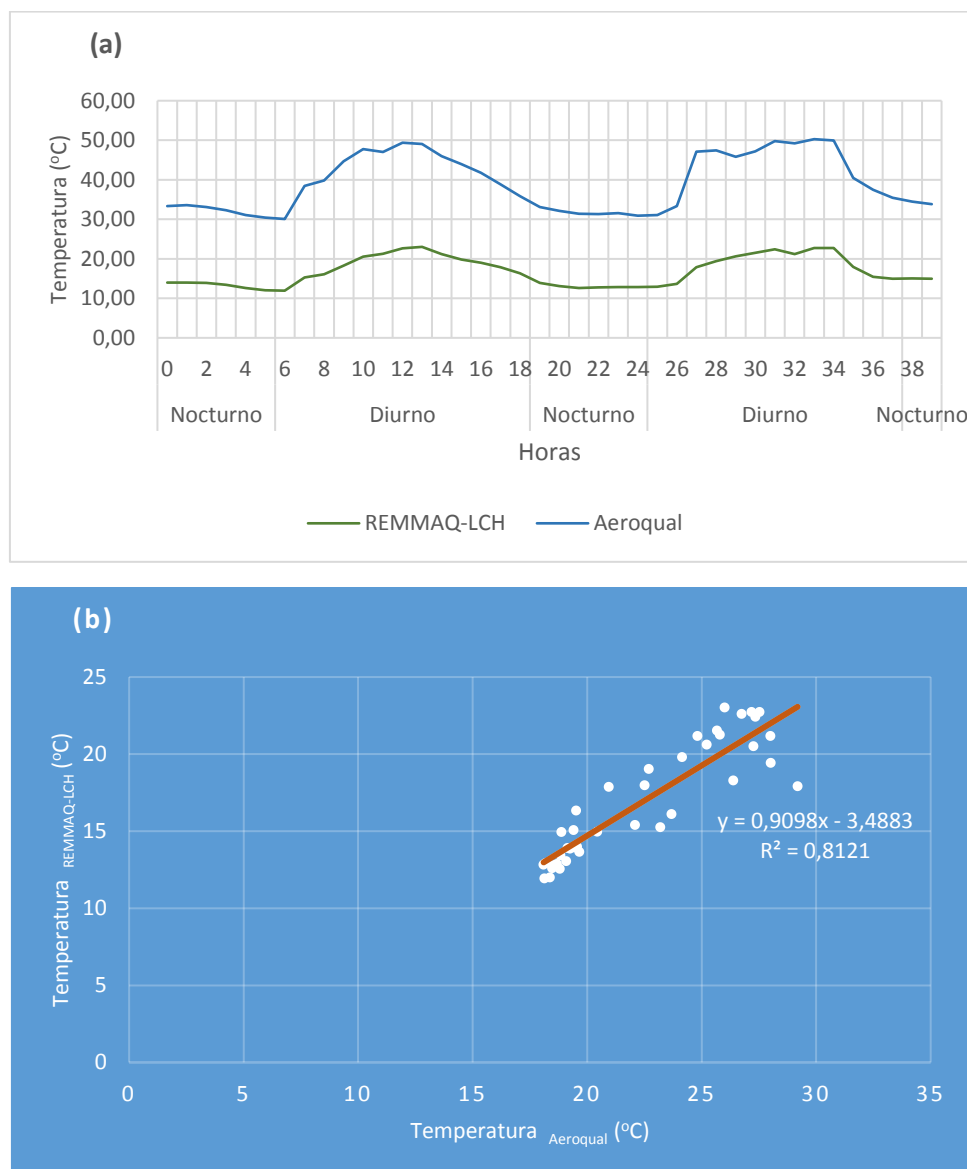 (a)
Temperatura (°C)
60,00
50,00
40,00
30,00
20,00
10,00
0,00
0 2 4 6 8 10 12 14 16 18 20 22 24 26 28 30 32 34 36 38
Nocturno Diurno Nocturno Diurno Nocturno
Horas
REMMAQ-LCH Aeroqual
(b)
Temperatura REMMAQ-LCH (°C)
25
20
15
10
5
0
y = 0,9098x - 3,4883
R² = 0,8121
0 5 10 15 20 25 30 35
Temperatura Aeroqual (°C)